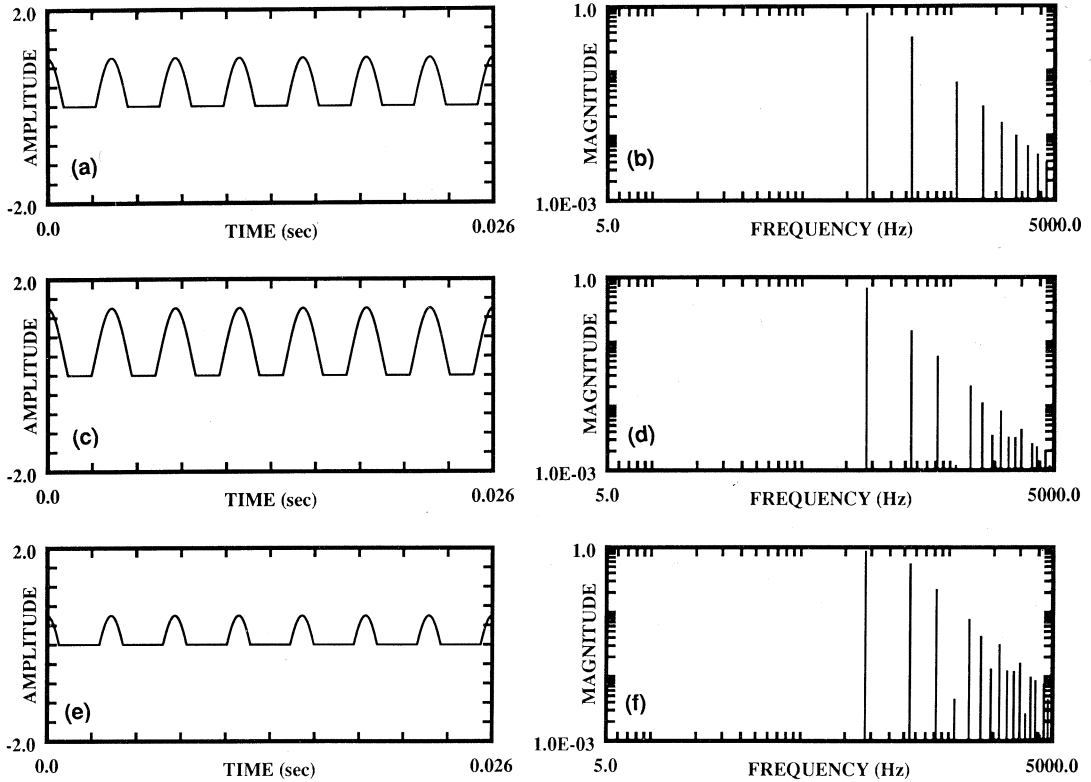 2.0
AMPLITUDE
(a)
-2.0
0.0
TIME (sec)
0.026
1.0
MAGNITUDE
(b)
1.0E-03
5.0
FREQUENCY (Hz)
5000.0
2.0
AMPLITUDE
(c)
-2.0
0.0
TIME (sec)
0.026
1.0
MAGNITUDE
(d)
1.0E-03
5.0
FREQUENCY (Hz)
5000.0
2.0
AMPLITUDE
(e)
-2.0
0.0
TIME (sec)
0.026
1.0
MAGNITUDE
(f)
1.0E-03
5.0
FREQUENCY (Hz)
5000.0